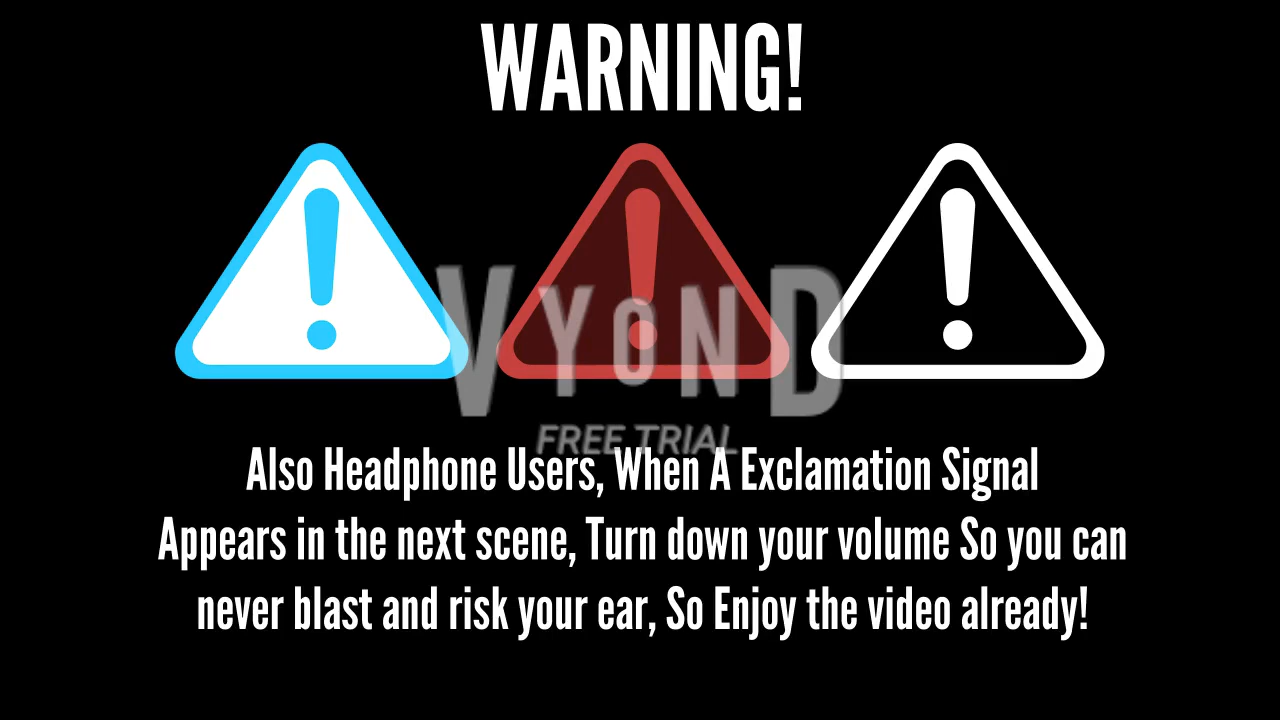 WARNING!
VYOND
FREE TRIAL
Also Headphone Users, When A Exclamation Signal
Appears in the next scene, Turn down your volume So you can
never blast and risk your ear, So Enjoy the video already!